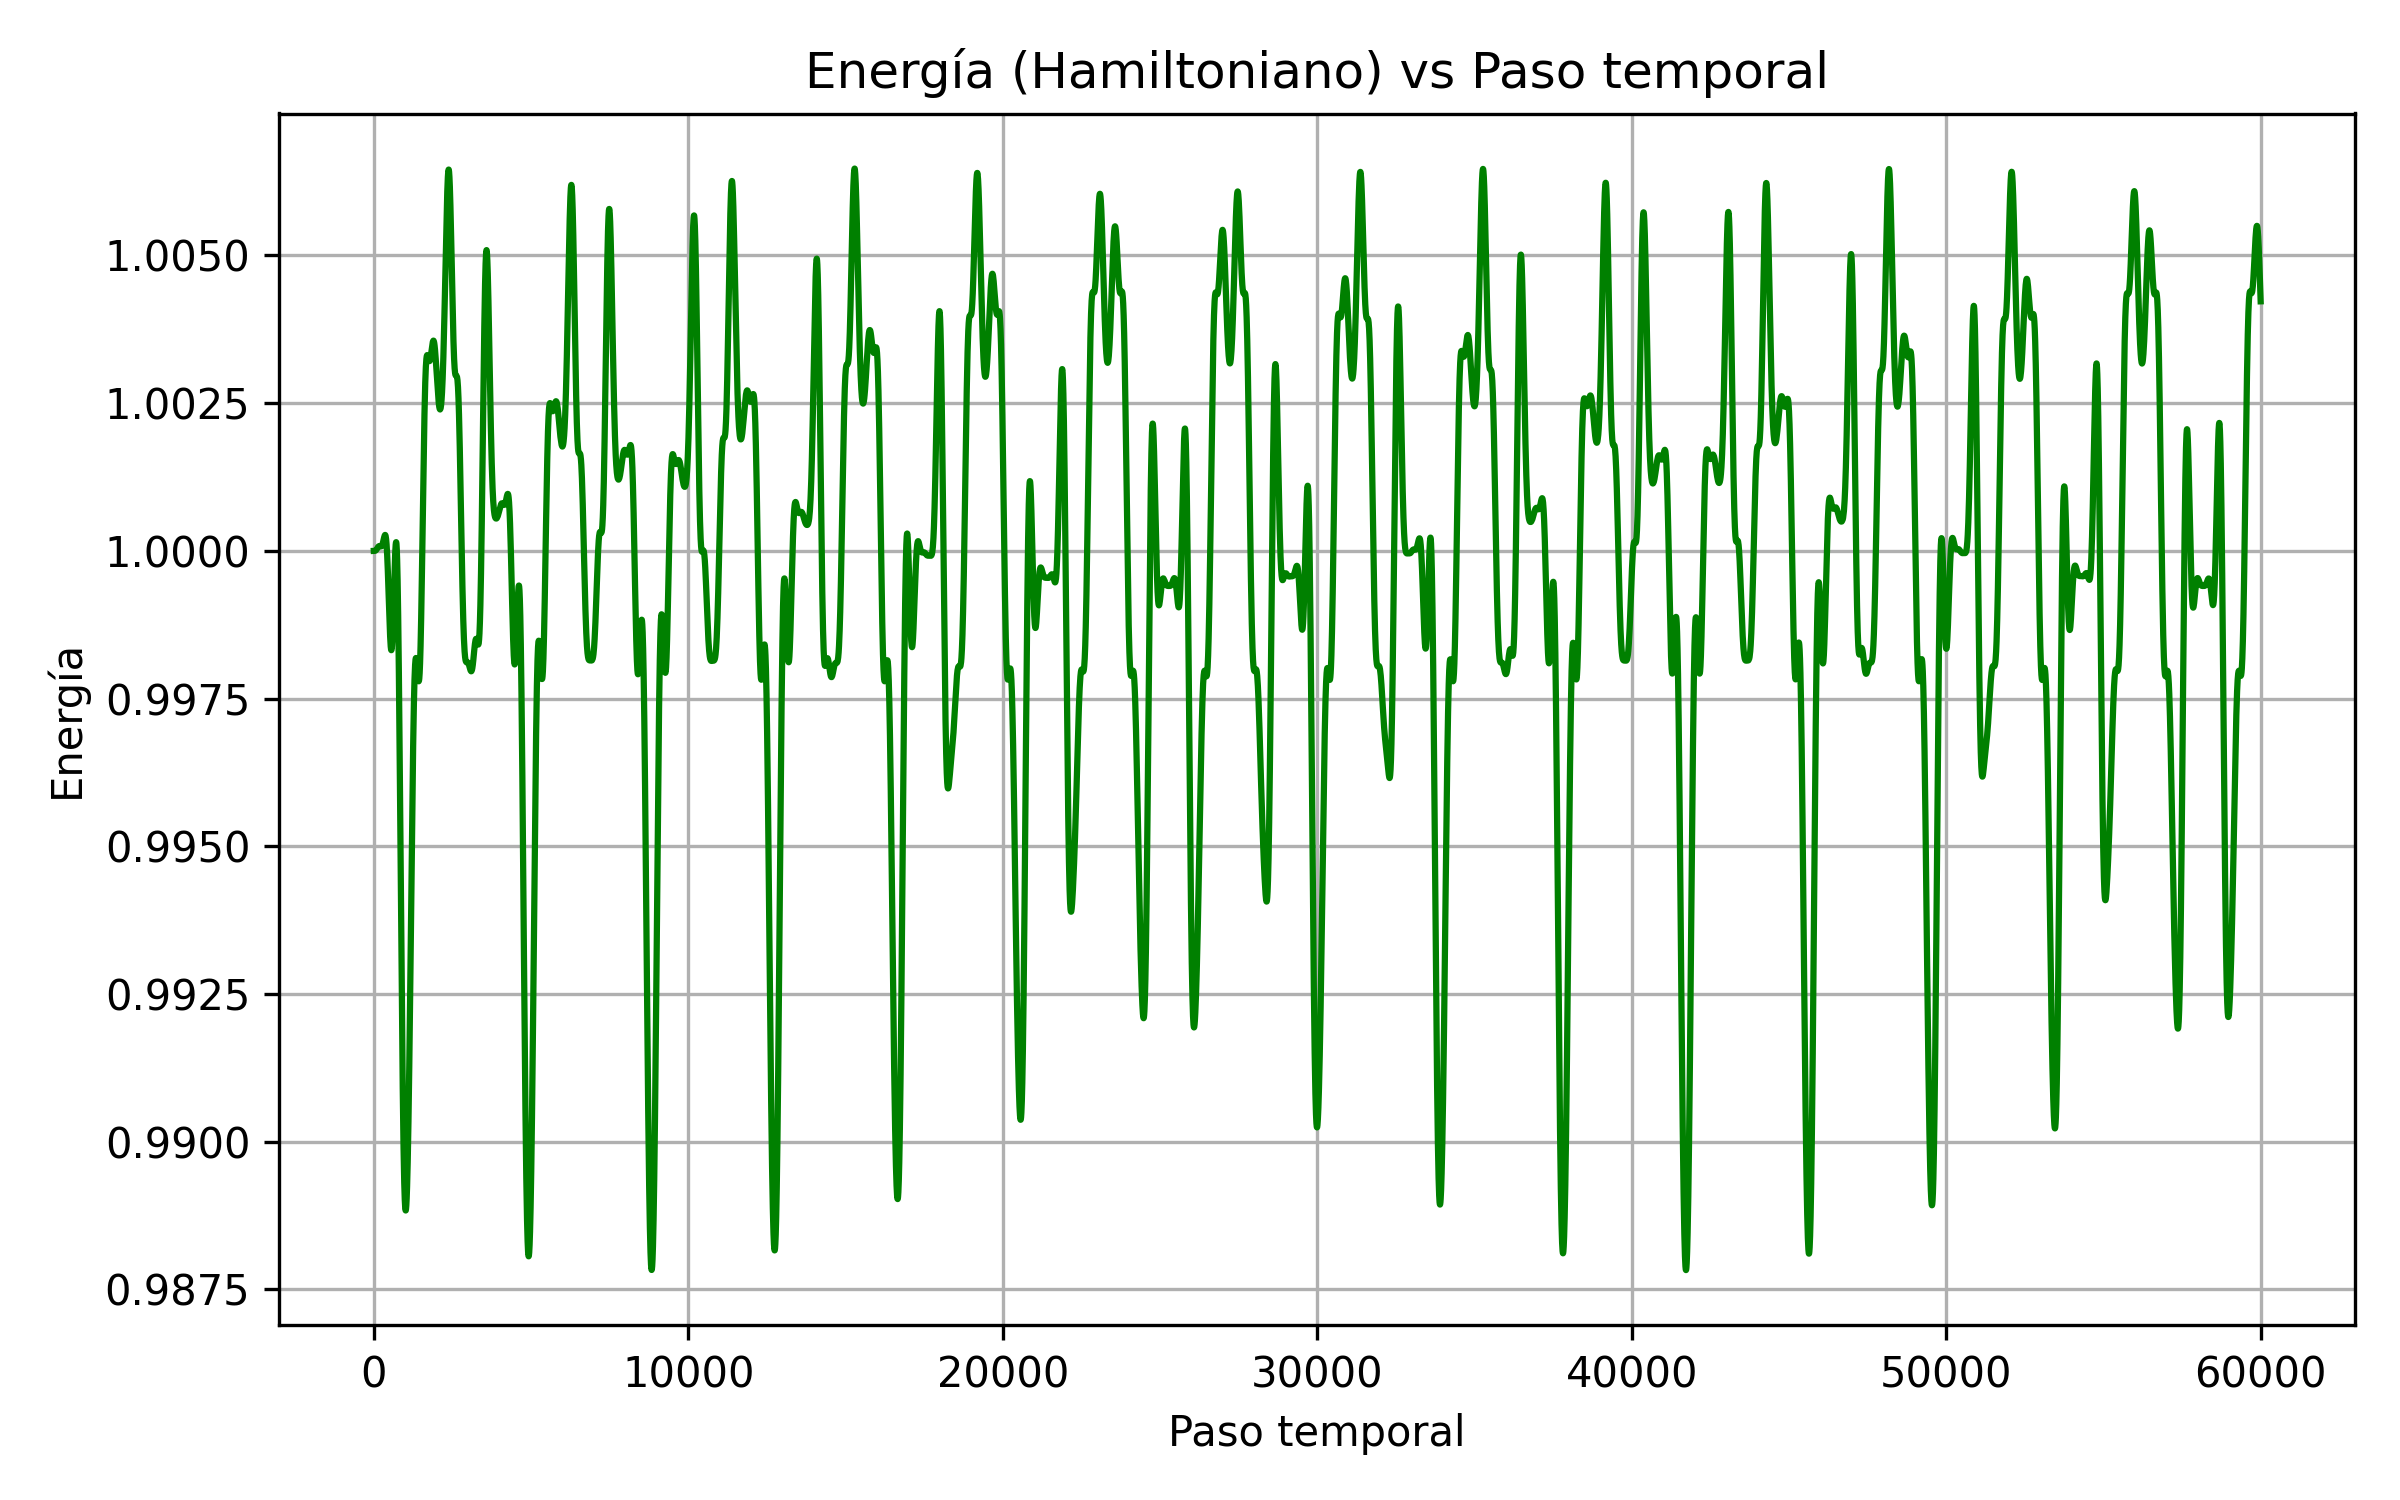 Energía (Hamiltoniano) vs Paso temporal
1.0050
1.0025
1.0000
0.9975
0.9950
0.9925
0.9900
0.9875
Energía
0 10000 20000 30000 40000 50000 60000
Paso temporal